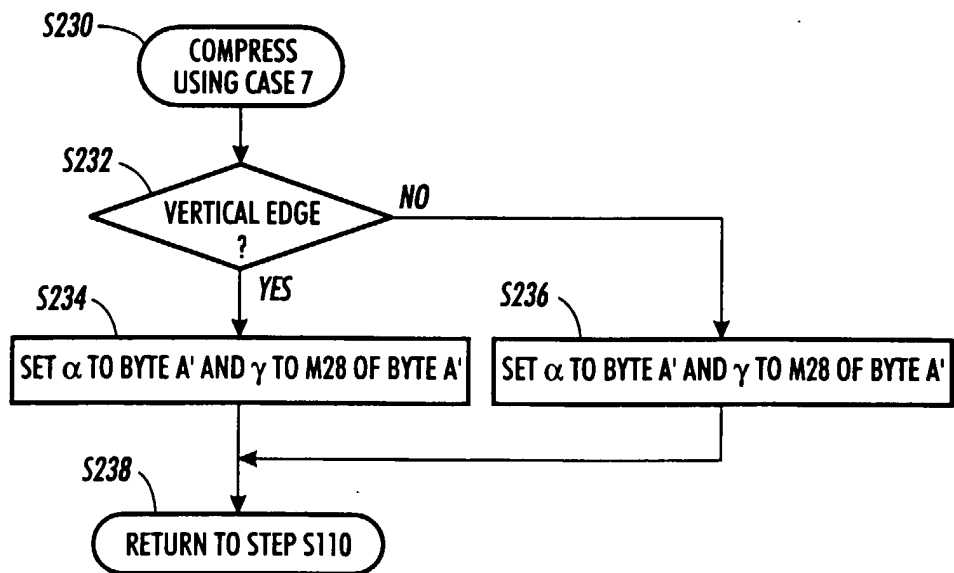 S230
COMPRESS
USING CASE 7
S232
VERTICAL EDGE
?
NO
YES
S234
SET α TO BYTE A' AND γ TO M28 OF BYTE A'
S236
SET α TO BYTE A' AND γ TO M28 OF BYTE A'
S238
RETURN TO STEP S110